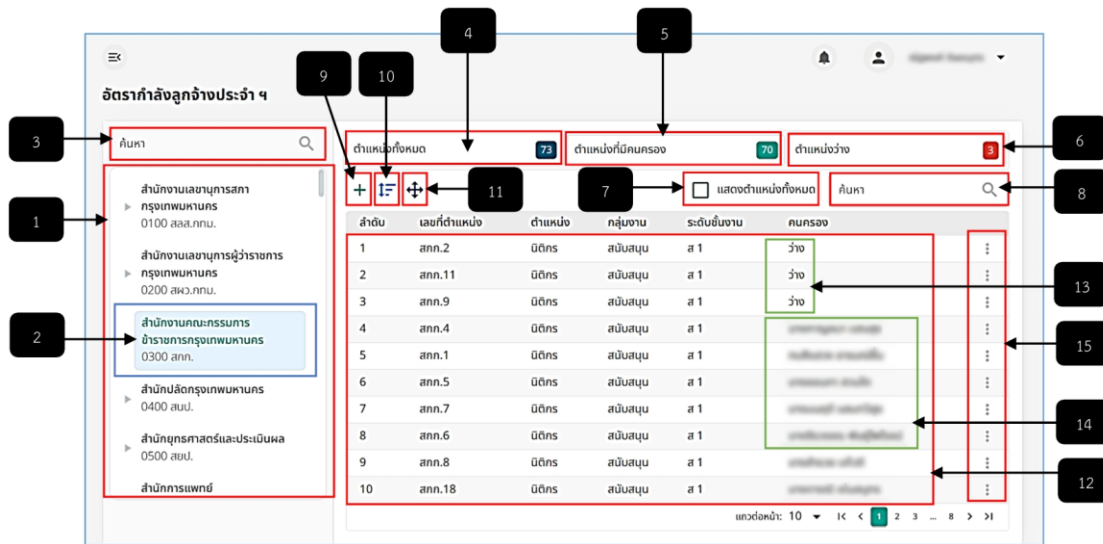 4
5
9
10
อัตรากำลังลูกจ้างประจำ ฯ
3
ค้นหา
ตำแหน่งทั้งหมด 73
ตำแหน่งที่มีคนครอง 70
ตำแหน่งว่าง 3
6
11
7
แสดงตำแหน่งทั้งหมด
ค้นหา
8
1
สำนักงานเลขานุการสภา
กรุงเทพมหานคร
0100 สลส.กทม.
สำนักงานเลขานุการผู้ว่าราชการ
กรุงเทพมหานคร
0200 สผว.กทม.
2
สำนักงานคณะกรรมการ
ข้าราชการกรุงเทพมหานคร
0300 สกก.
สำนักปลัดกรุงเทพมหานคร
0400 สนป.
สำนักยุทธศาสตร์และประเมินผล
0500 สยป.
สำนักการแพทย์
ลำดับ เลขที่ตำแหน่ง ตำแหน่ง กลุ่มงาน ระดับชั้นงาน คนครอง
1 สกก.2 นิติกร สนับสนุน ส 1 ว่าง
2 สกก.11 นิติกร สนับสนุน ส 1 ว่าง
3 สกก.9 นิติกร สนับสนุน ส 1 ว่าง
13
4 สกก.4 นิติกร สนับสนุน ส 1
5 สกก.1 นิติกร สนับสนุน ส 1
15
6 สกก.5 นิติกร สนับสนุน ส 1
7 สกก.7 นิติกร สนับสนุน ส 1
8 สกก.6 นิติกร สนับสนุน ส 1
14
9 สกก.8 นิติกร สนับสนุน ส 1
10 สกก.18 นิติกร สนับสนุน ส 1
12
แถวต่อหน้า: 10 1 2 3 ... 8